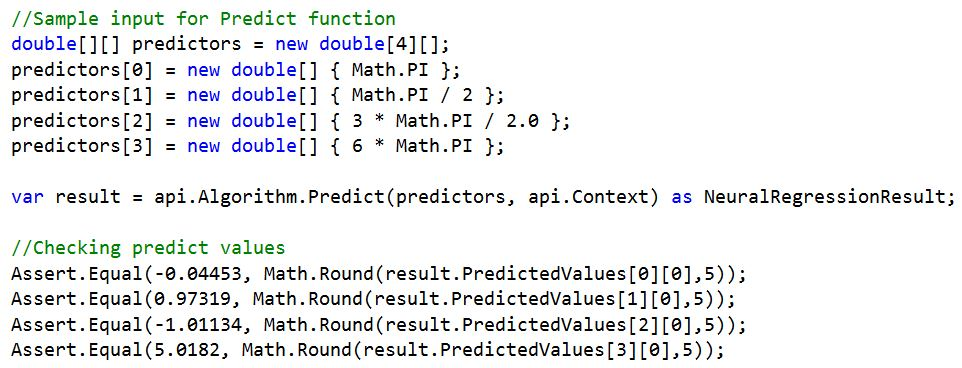 //Sample input for Predict function
double[][] predictors = new double[4][];
predictors[0] = new double[] { Math.PI };
predictors[1] = new double[] { Math.PI / 2 };
predictors[2] = new double[] { 3 * Math.PI / 2.0 };
predictors[3] = new double[] { 6 * Math.PI };
var result = api.Algorithm.Predict(predictors, api.Context) as NeuralRegressionResult;
//Checking predict values
Assert.Equal(-0.04453, Math.Round(result.PredictedValues[0][0],5));
Assert.Equal(0.97319, Math.Round(result.PredictedValues[1][0],5));
Assert.Equal(-1.01134, Math.Round(result.PredictedValues[2][0],5));
Assert.Equal(5.0182, Math.Round(result.PredictedValues[3][0],5));